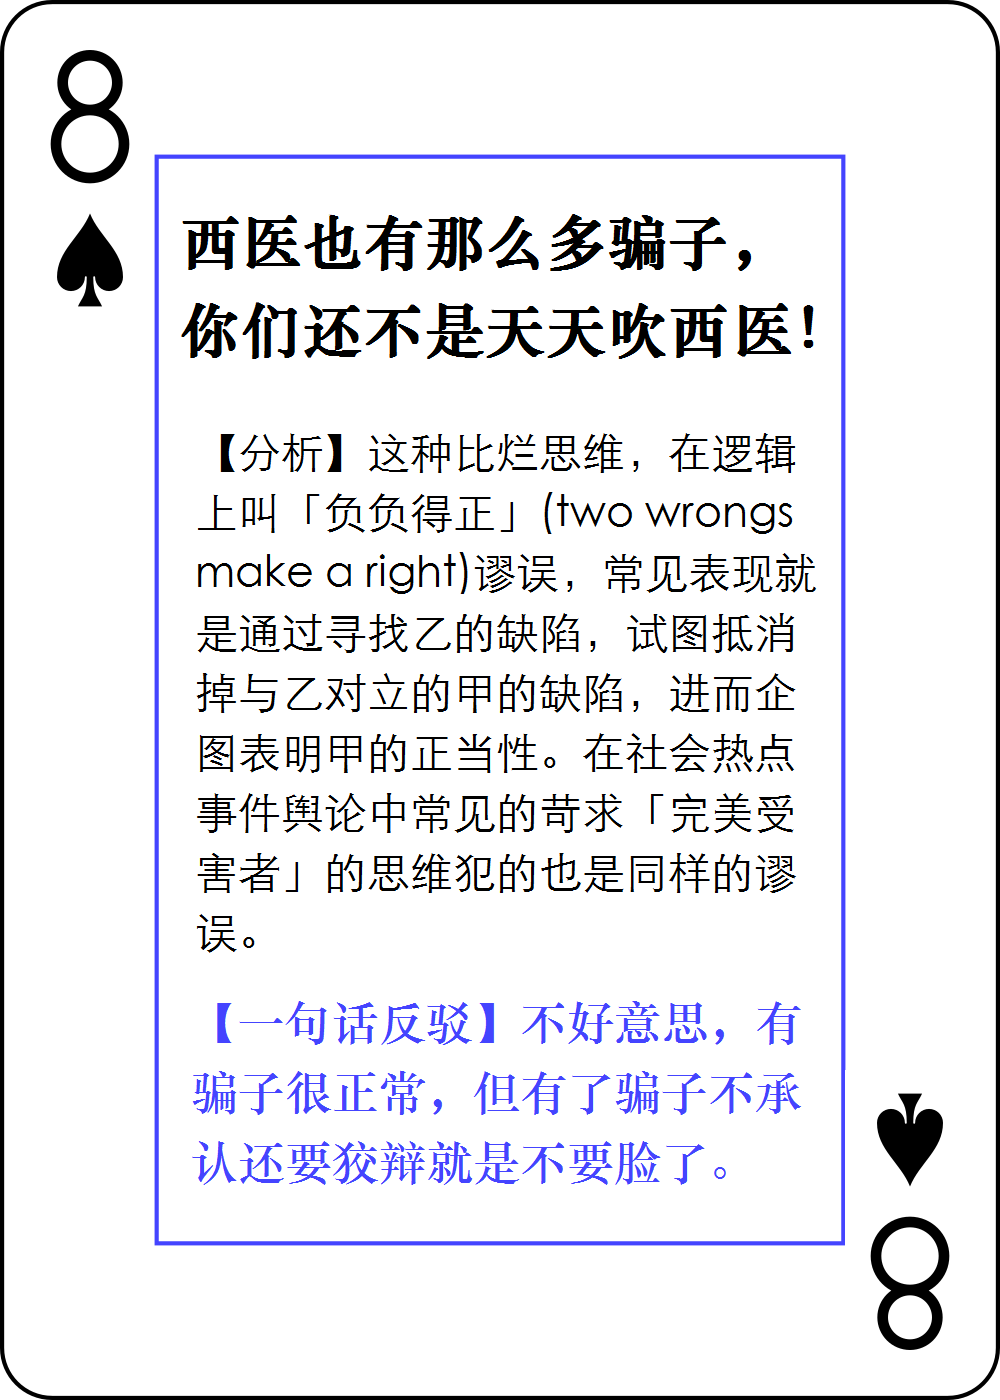 8
西医也有那么多骗子，
你们还不是天天吹西医！
【分析】这种比烂思维，在逻辑
上叫「负负得正」(two wrongs
make a right)谬误，常见表现就
是通过寻找乙的缺陷，试图抵消
掉与乙对立的甲的缺陷，进而企
图表明甲的正当性。在社会热点
事件舆论中常见的苛求「完美受
害者」的思维犯的也是同样的谬
误。
【一句话反驳】不好意思，有
骗子很正常，但有了骗子不承
认还要狡辩就是不要脸了。
8